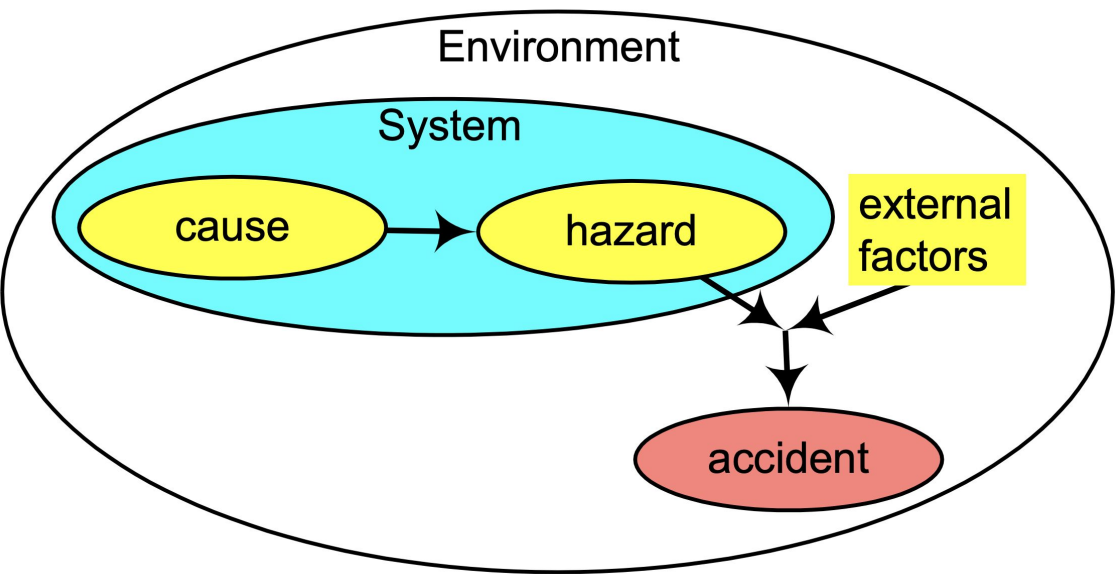 Environment
System
cause
hazard
external
factors
accident